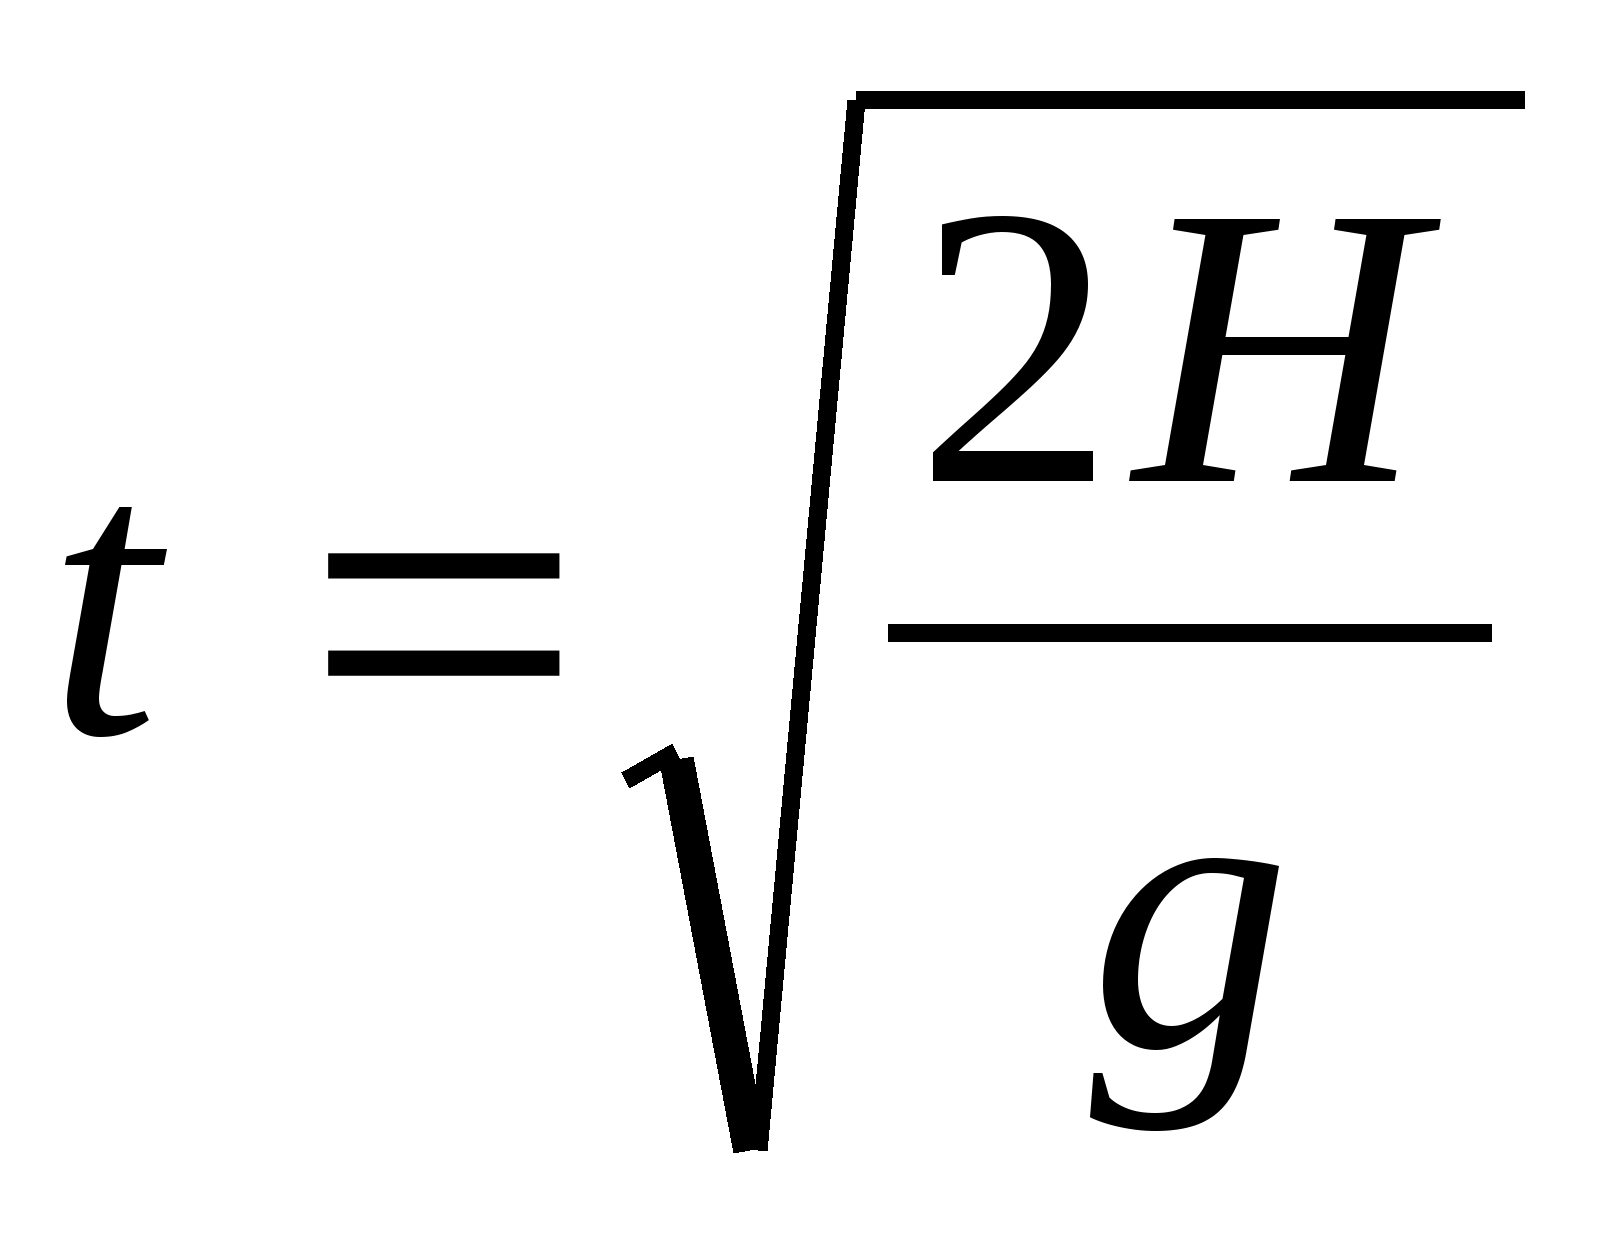 t = √(2H/g)